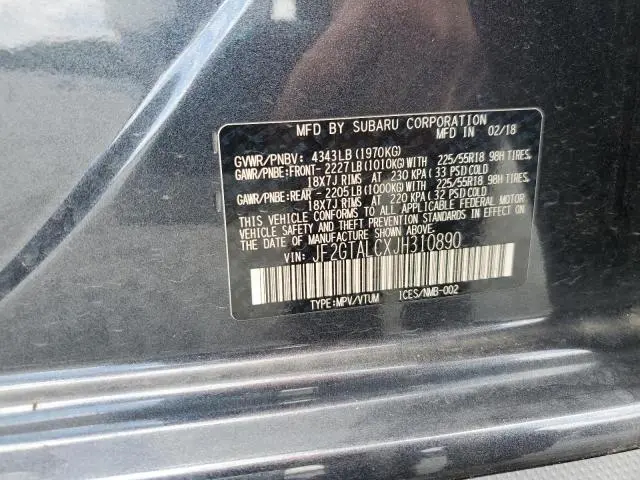 MFD BY SUBARU CORPORATION
MFD IN 02/18
GVWR/PNBV: 4343LB(1970KG)
GAWR/PNBE:FRONT- 2227LB(1010KG)WITH 225/55R18 98H TIRES,
18X7J RIMS AT 230 KPA( 33 PSI)COLD
GAWR/PNBE:REAR- 2205LB(1000KG)WITH 225/55R18 98H TIRES,
18X7J RIMS AT 220 KPA( 32 PSI)COLD
THIS VEHICLE CONFORMS TO ALL APPLICABLE FEDERAL MOTOR
VEHICLE SAFETY AND THEFT PREVENTION STANDARDS IN EFFECT ON
THE DATE OF MANUFACTURE SHOWN ABOVE.
VIN: JF2GTALCXJH310890
TYPE:MPV/VTUM ICES/NMB-002